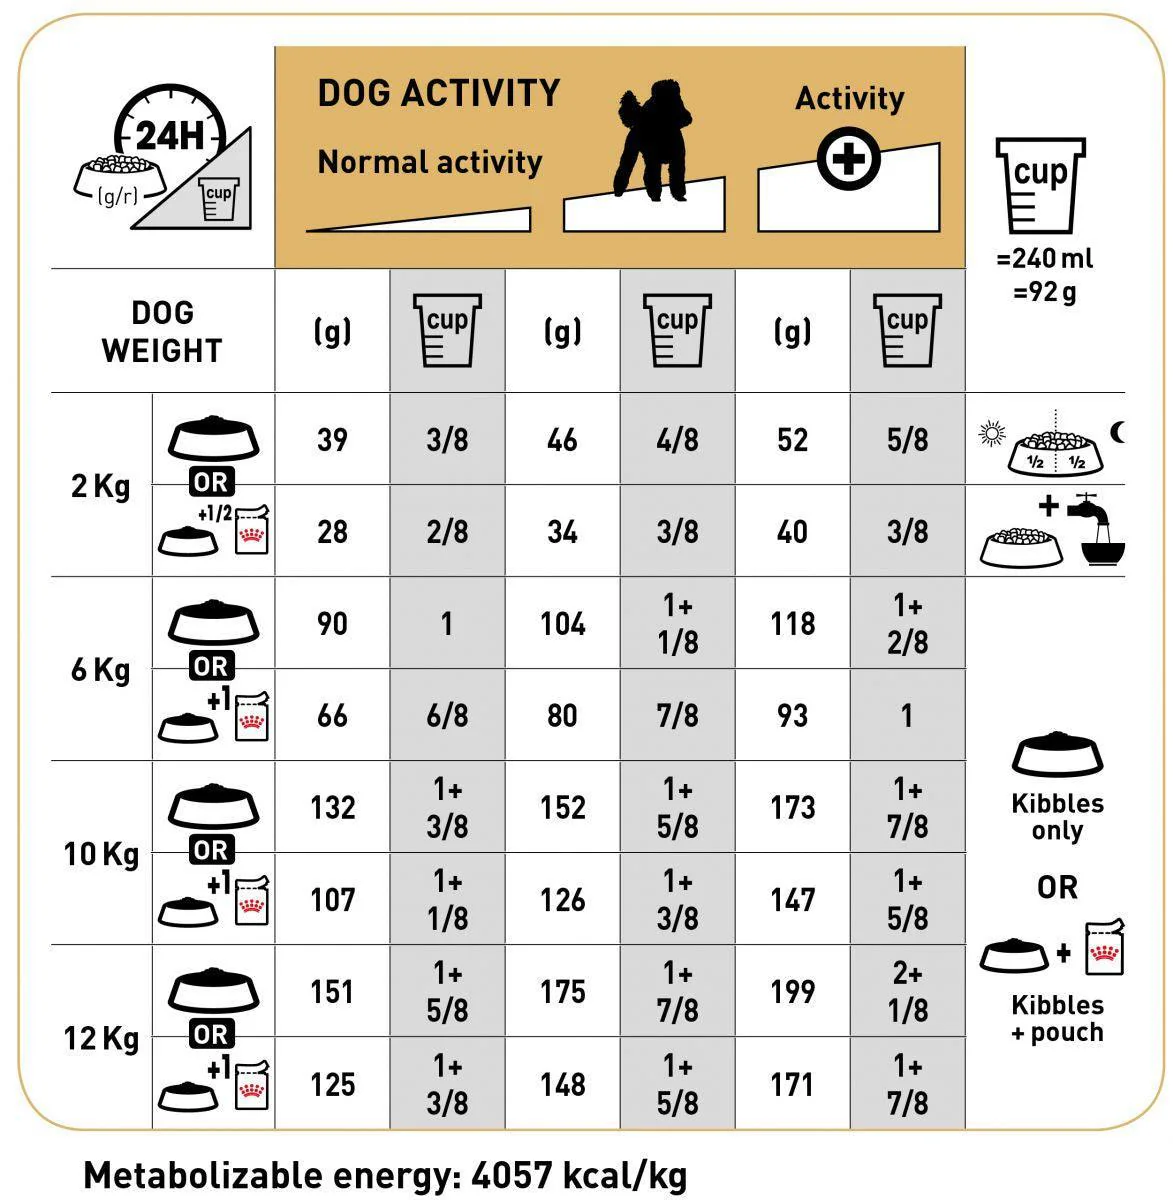 24H
(g/r)
cup
DOG ACTIVITY
Normal activity
Activity
cup
=240 ml
=92 g
DOG
WEIGHT
(g) cup (g) cup (g) cup
2 Kg
39 3/8 46 4/8 52 5/8
1/2 1/2
OR
+1/2
28 2/8 34 3/8 40 3/8
+
6 Kg
90 1 104 1+ 1/8 118 1+ 2/8
OR
+1
66 6/8 80 7/8 93 1
10 Kg
132 1+ 3/8 152 1+ 5/8 173 1+ 7/8
OR
+1
107 1+ 1/8 126 1+ 3/8 147 1+ 5/8
12 Kg
151 1+ 5/8 175 1+ 7/8 199 2+ 1/8
OR
+1
125 1+ 3/8 148 1+ 5/8 171 1+ 7/8
Kibbles
only
OR
+
Kibbles
+ pouch
Metabolizable energy: 4057 kcal/kg